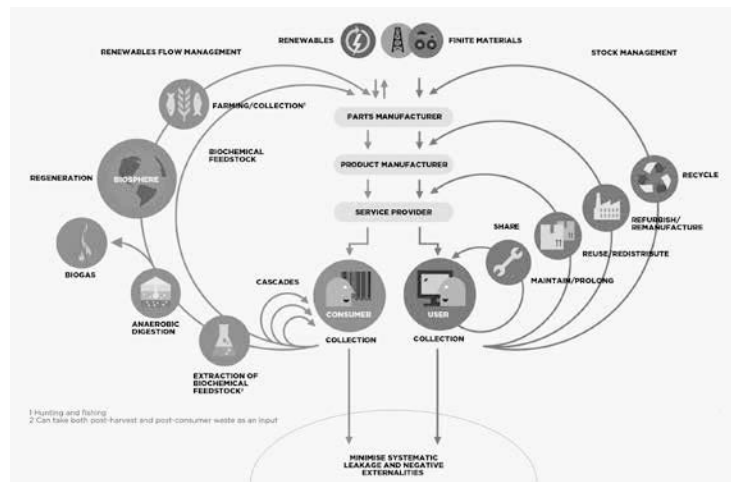 RENEWABLES
FINITE MATERIALS
RENEWABLES FLOW MANAGEMENT
STOCK MANAGEMENT
FARMING/COLLECTION¹
PARTS MANUFACTURER
BIOCHEMICAL
FEEDSTOCK
PRODUCT MANUFACTURER
REGENERATION
BIOSPHERE
RECYCLE
SERVICE PROVIDER
REFURBISH/
REMANUFACTURE
SHARE
REUSE/REDISTRIBUTE
BIOGAS
CASCADES
MAINTAIN/PROLONG
CONSUMER
USER
ANAEROBIC
DIGESTION
COLLECTION
COLLECTION
EXTRACTION OF
BIOCHEMICAL
FEEDSTOCK²
1 Hunting and fishing
2 Can take both post-harvest and post-consumer waste as an input
MINIMISE SYSTEMATIC
LEAKAGE AND NEGATIVE
EXTERNALITIES